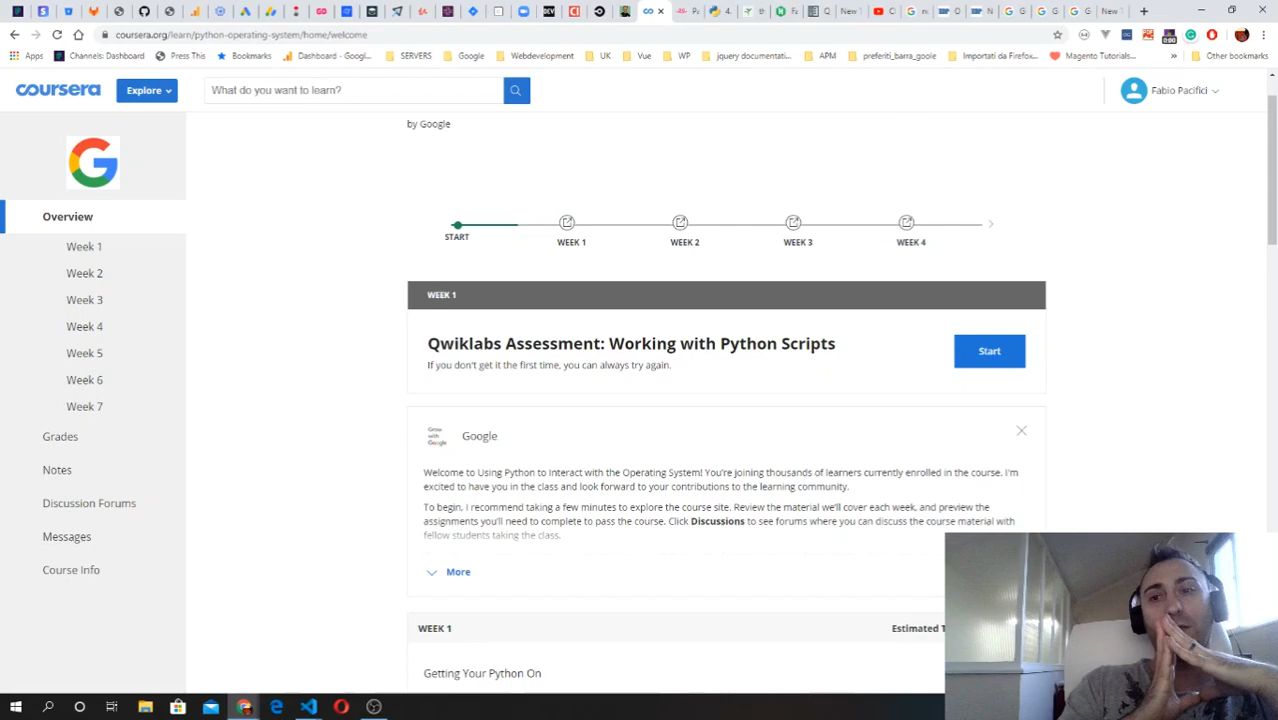 coursera.org/learn/python-operating-system/home/welcome
Apps
Channels: Dashboard
Press This
Bookmarks
Dashboard - Googl...
SERVERS
Google
Webdevelopment
UK
Vue
WP
jquery documentati...
APM
preferiti_barra_goole
Importati da Firefox...
Magento Tutorials...
»
Other bookmarks
coursera
Explore
What do you want to learn?
Fabio Pacifici
by Google
START
WEEK 1
WEEK 2
WEEK 3
WEEK 4
Overview
Week 1
Week 2
Week 3
Week 4
Week 5
Week 6
Week 7
Grades
Notes
Discussion Forums
Messages
Course Info
WEEK 1
Qwiklabs Assessment: Working with Python Scripts
If you don't get it the first time, you can always try again.
Start
Grow with Google
Google
Welcome to Using Python to Interact with the Operating System! You're joining thousands of learners currently enrolled in the course. I'm
excited to have you in the class and look forward to your contributions to the learning community.
To begin, I recommend taking a few minutes to explore the course site. Review the material we'll cover each week, and preview the
assignments you'll need to complete to pass the course. Click Discussions to see forums where you can discuss the course material with
fellow students taking the class.
More
WEEK 1
Estimated T
Getting Your Python On